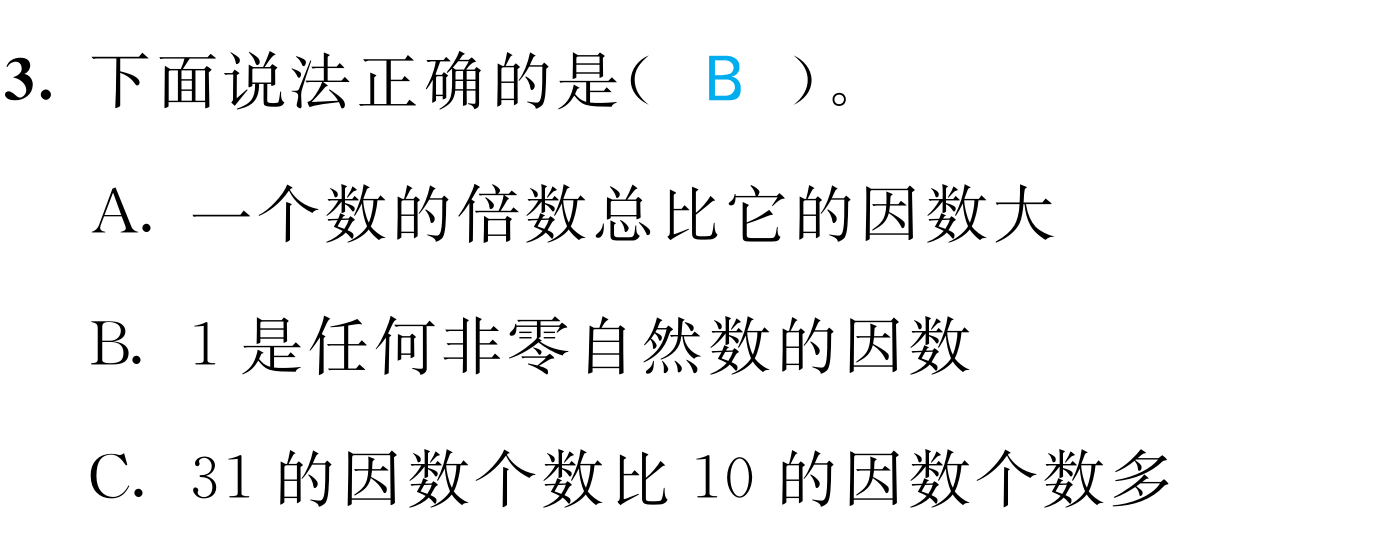 3. 下面说法正确的是( B )。
A. 一个数的倍数总比它的因数大
B. 1 是任何非零自然数的因数
C. 31 的因数个数比 10 的因数个数多